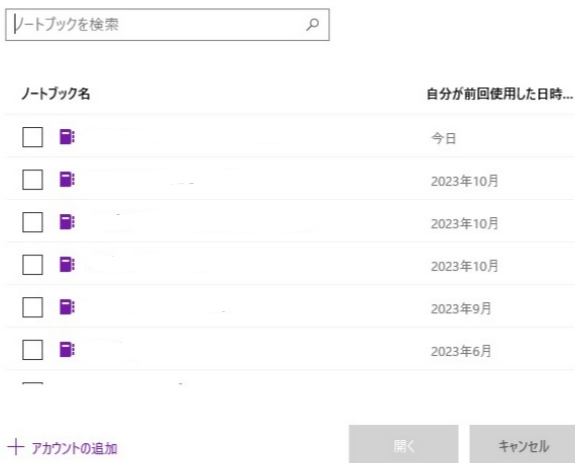 ノートブックを検索
ノートブック名 自分が前回使用した日時...
今日
2023年10月
2023年10月
2023年10月
2023年9月
2023年6月
アカウントの追加 開く キャンセル